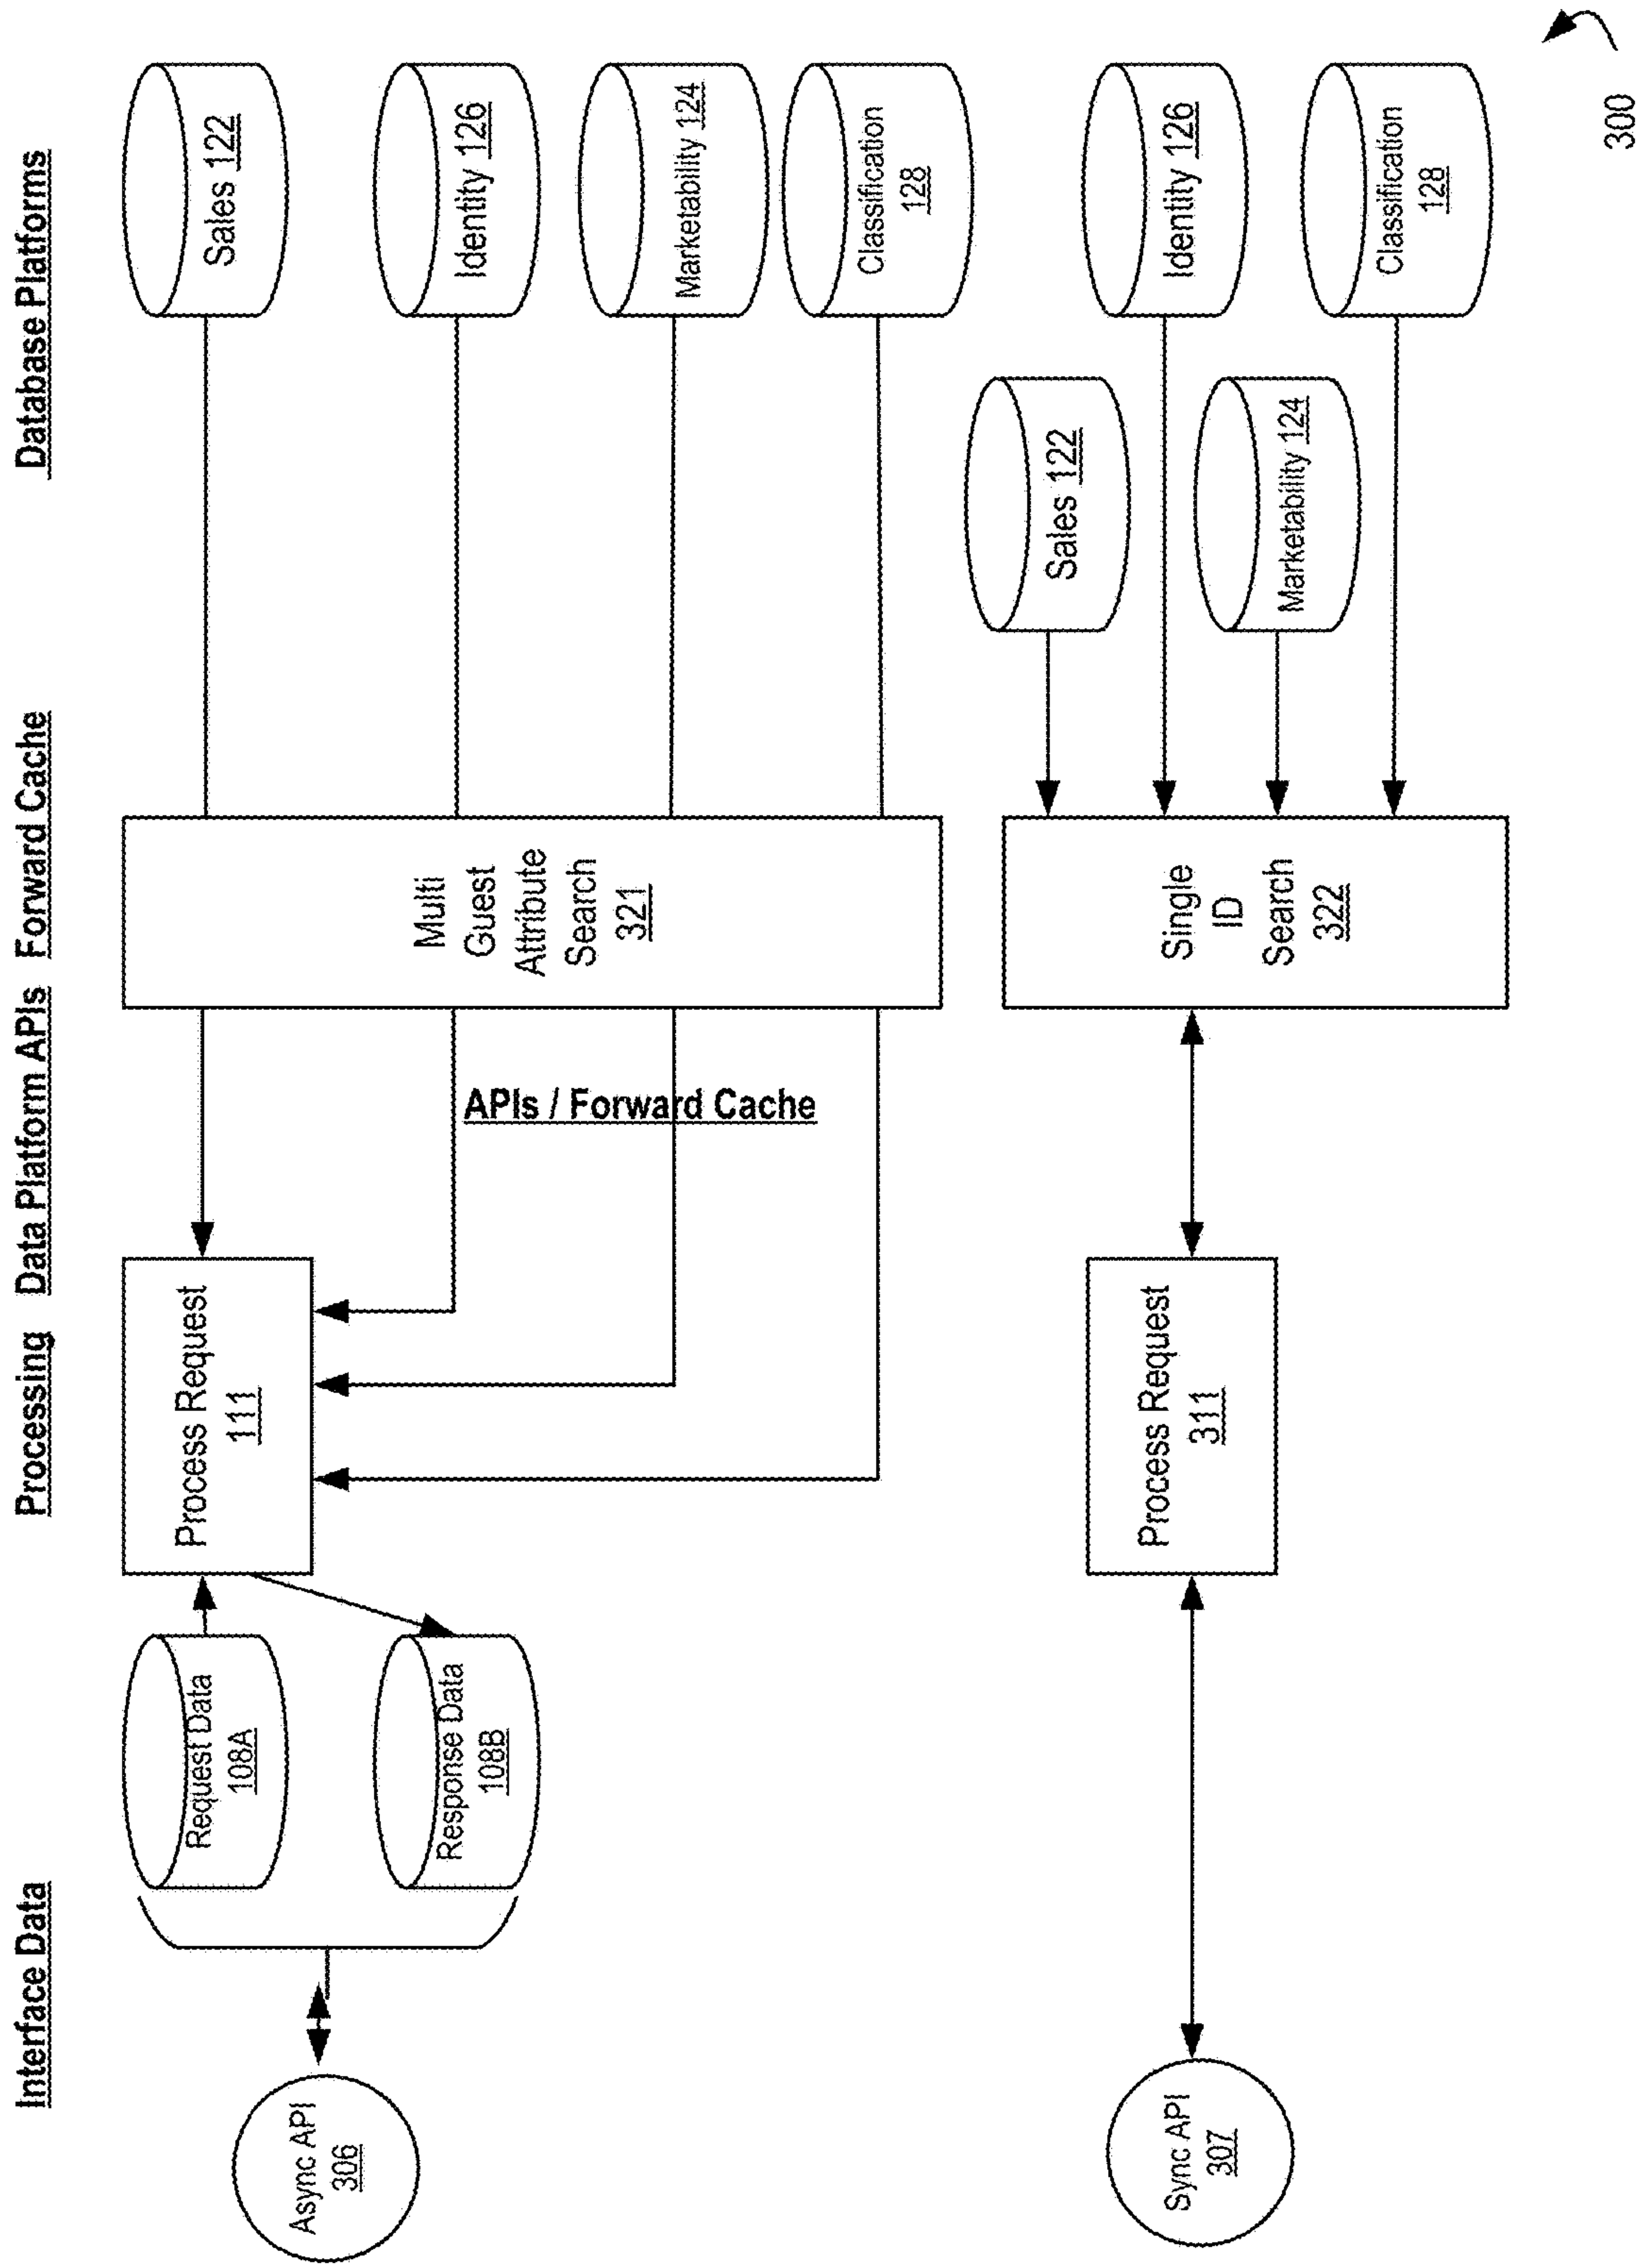 Interface Data
Processing
Data Platform APIs
Forward Cache
Database Platforms
Async API
306
Request Data
108A
Response Data
108B
Process Request
111
APIs / Forward Cache
Multi
Guest
Attribute
Search
321
Sales 122
Identity 126
Marketability 124
Classification
128
Sync API
307
Process Request
311
Single
ID
Search
322
Sales 122
Identity 126
Marketability 124
Classification
128
300